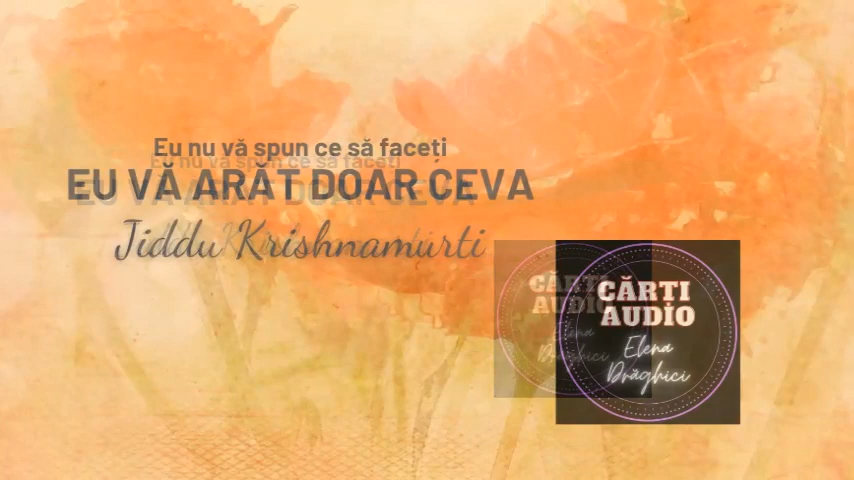 Eu nu vă spun ce să faceți
EU VĂ ARĂT DOAR CEVA
Jiddu Krishnamurti
CĂRȚI
AUDIO
Elena
Drăghici